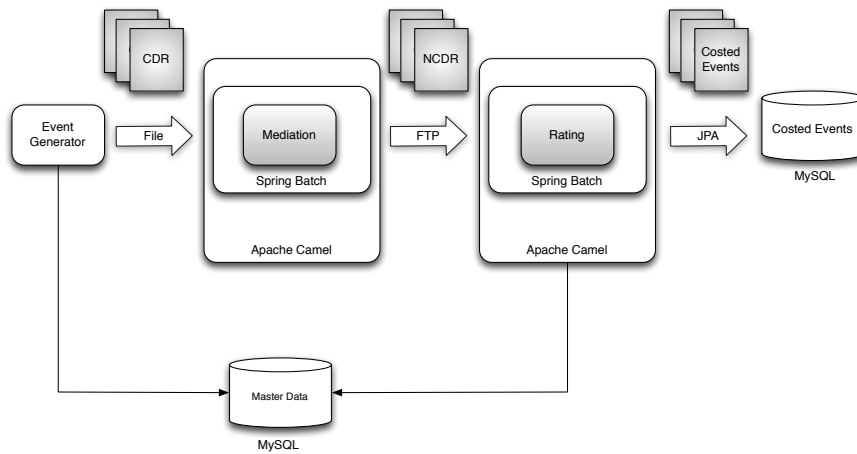 CDR
NCDR
Costed
Events
Event
Generator
File
Mediation
Spring Batch
Apache Camel
FTP
Rating
Spring Batch
Apache Camel
JPA
Costed Events
MySQL
Master Data
MySQL